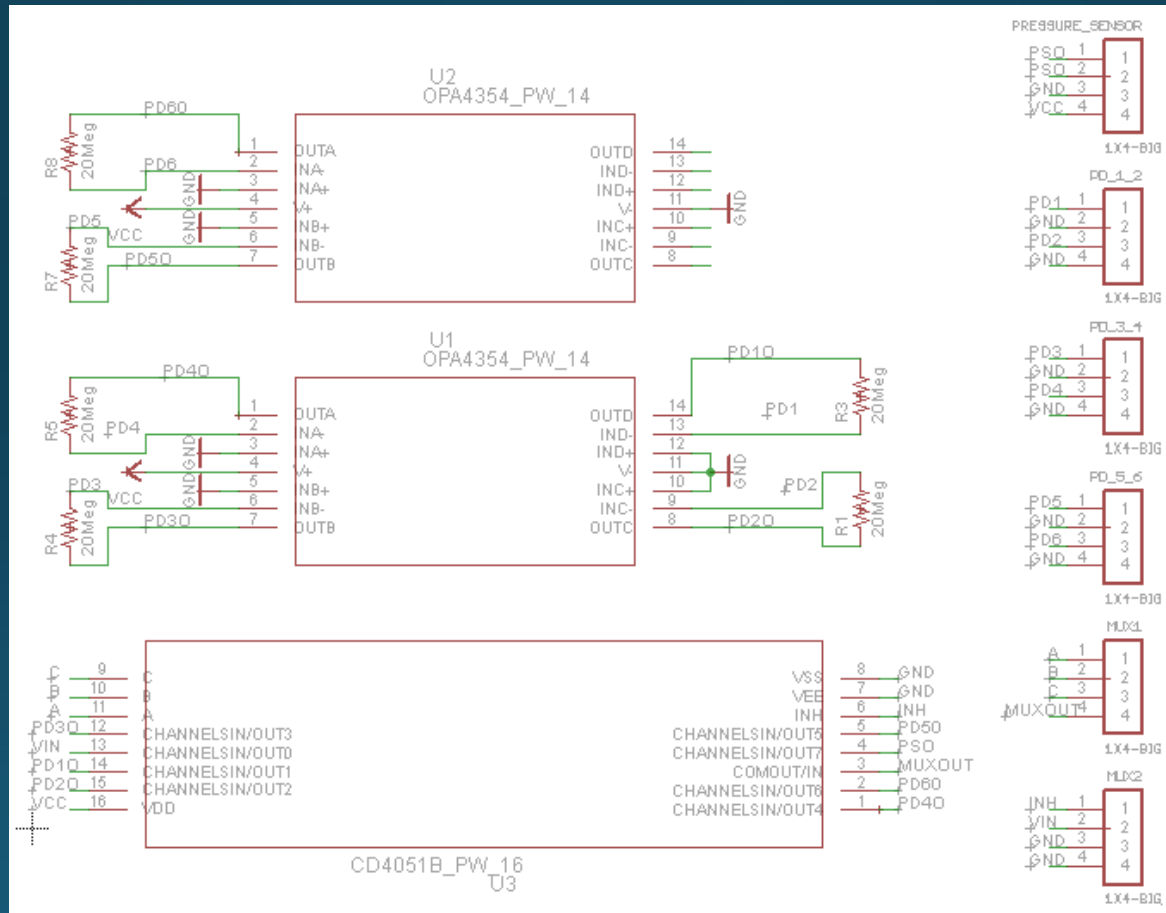 U2
OPA4354_PW_14
PD6O
R8
20Meg
PD6
GND
VCC
GND
PD5
R7
20Meg
PD5O
1 OUTA
2 INA-
3 INA+
4 V+
5 INB+
6 INB-
7 OUTB
OUTD 14
IND- 13
IND+ 12
V- 11
INC+ 10
INC- 9
OUTC 8
GND
U1
OPA4354_PW_14
PD4O
R5
20Meg
PD4
GND
VCC
GND
PD3
R4
20Meg
PD3O
1 OUTA
2 INA-
3 INA+
4 V+
5 INB+
6 INB-
7 OUTB
OUTD 14
IND- 13
IND+ 12
V- 11
INC+ 10
INC- 9
OUTC 8
PD1O
PD1
R3
20Meg
GND
PD2
R1
20Meg
PD2O
C 9 C
B 10 B
A 11 A
PD3O 12 CHANNELSIN/OUT3
VIN 13 CHANNELSIN/OUT0
PD1O 14 CHANNELSIN/OUT1
PD2O 15 CHANNELSIN/OUT2
VCC 16 VDD
VSS 8 GND
VEE 7 GND
INH 6 INH
CHANNELSIN/OUT5 5 PD5O
CHANNELSIN/OUT7 4 PSO
COMOUT/IN 3 MUXOUT
CHANNELSIN/OUT6 2 PD6O
CHANNELSIN/OUT4 1 PD4O
CD4051B_PW_16
U3
PRESSURE_SENSOR
PSO 1 1
PSO 2 2
GND 3 3
VCC 4 4
1X4-BIG
PD_1_2
PD1 1 1
GND 2 2
PD2 3 3
GND 4 4
1X4-BIG
PD_3_4
PD3 1 1
GND 2 2
PD4 3 3
GND 4 4
1X4-BIG
PD_5_6
PD5 1 1
GND 2 2
PD6 3 3
GND 4 4
1X4-BIG
MUX1
A 1 1
B 2 2
C 3 3
MUXOUT 4 4
1X4-BIG
MUX2
INH 1 1
VIN 2 2
GND 3 3
GND 4 4
1X4-BIG